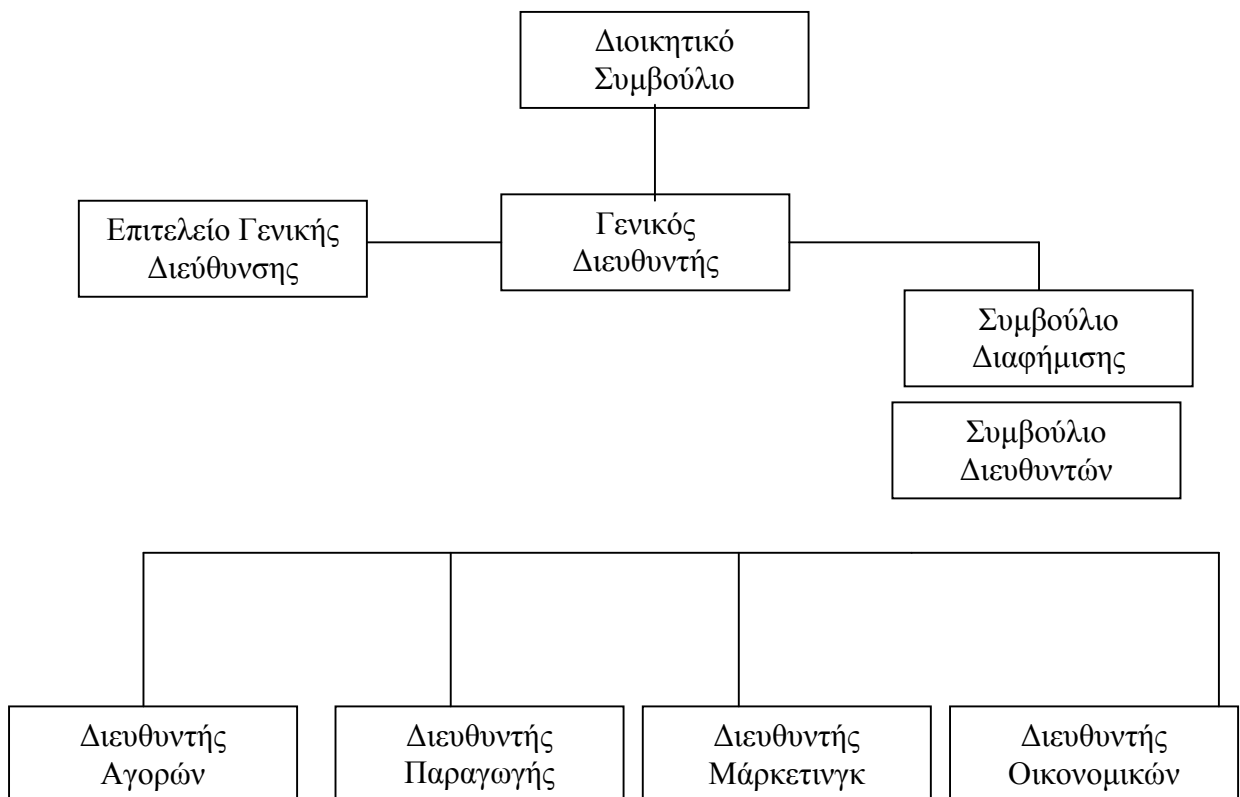 Διοικητικό
Συμβούλιο
Επιτελείο Γενικής
Διεύθυνσης
Γενικός
Διευθυντής
Συμβούλιο
Διαφήμισης
Συμβούλιο
Διευθυντών
Διευθυντής
Αγορών
Διευθυντής
Παραγωγής
Διευθυντής
Μάρκετινγκ
Διευθυντής
Οικονομικών